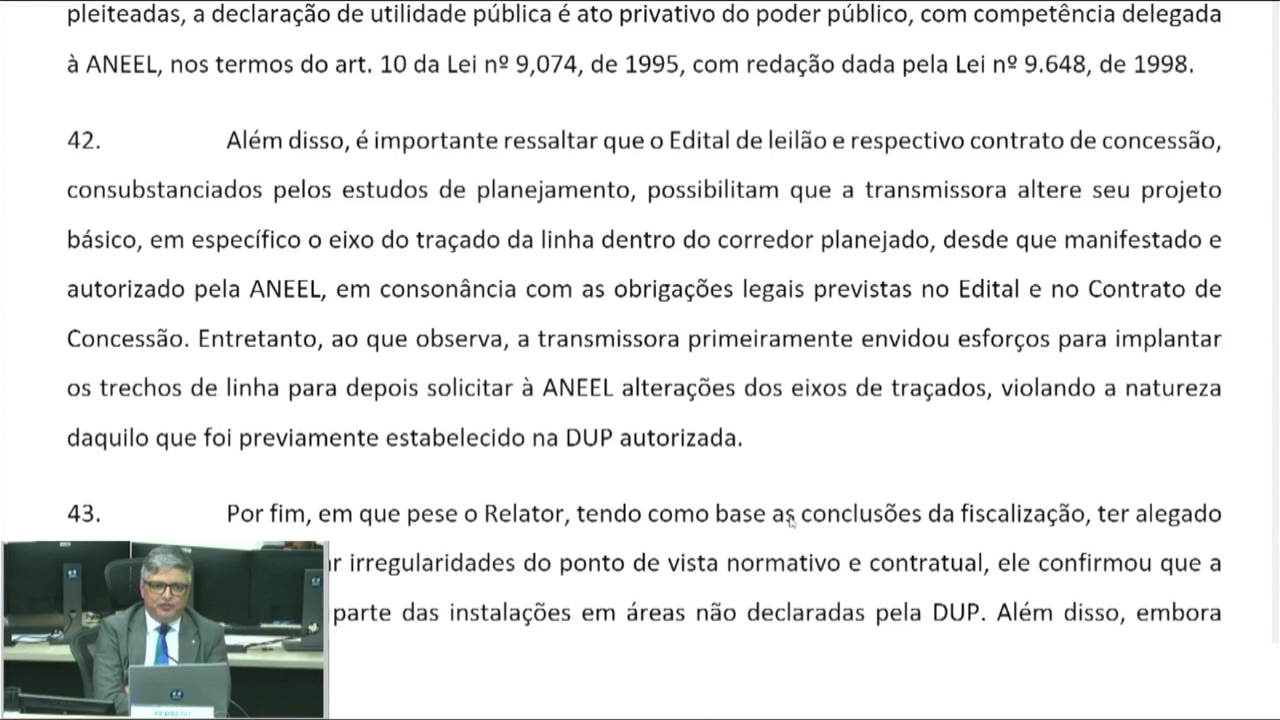 pleiteadas, a declaração de utilidade pública é ato privativo do poder público, com competência delegada
à ANEEL, nos termos do art. 10 da Lei nº 9,074, de 1995, com redação dada pela Lei nº 9.648, de 1998.
42. Além disso, é importante ressaltar que o Edital de leilão e respectivo contrato de concessão,
consubstanciados pelos estudos de planejamento, possibilitam que a transmissora altere seu projeto
básico, em específico o eixo do traçado da linha dentro do corredor planejado, desde que manifestado e
autorizado pela ANEEL, em consonância com as obrigações legais previstas no Edital e no Contrato de
Concessão. Entretanto, ao que observa, a transmissora primeiramente envidou esforços para implantar
os trechos de linha para depois solicitar à ANEEL alterações dos eixos de traçados, violando a natureza
daquilo que foi previamente estabelecido na DUP autorizada.
43. Por fim, em que pese o Relator, tendo como base as conclusões da fiscalização, ter alegado
irregularidades do ponto de vista normativo e contratual, ele confirmou que a
parte das instalações em áreas não declaradas pela DUP. Além disso, embora